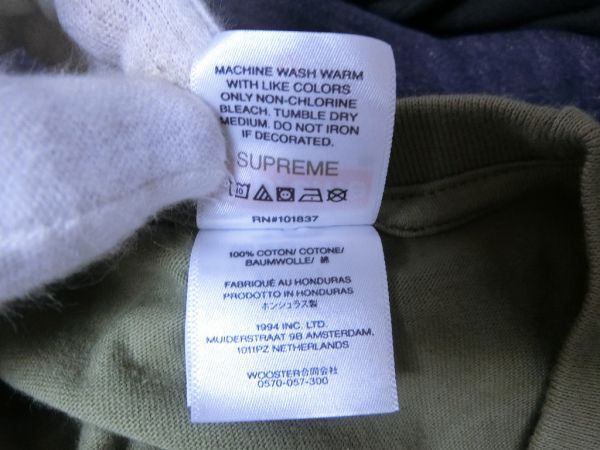 MACHINE WASH WARM
WITH LIKE COLORS
ONLY NON-CHLORINE
BLEACH. TUMBLE DRY
MEDIUM. DO NOT IRON
IF DECORATED.
SUPREME
RN#101837
100% COTON/ COTONE/
BAUMWOLLE/ 綿
FABRIQUÉ AU HONDURAS
PRODOTTO IN HONDURAS
ホンジュラス製
1994 INC. LTD.
MUIDERSTRAAT 9B AMSTERDAM,
1011PZ NETHERLANDS
WOOSTER合同会社
0570-057-300